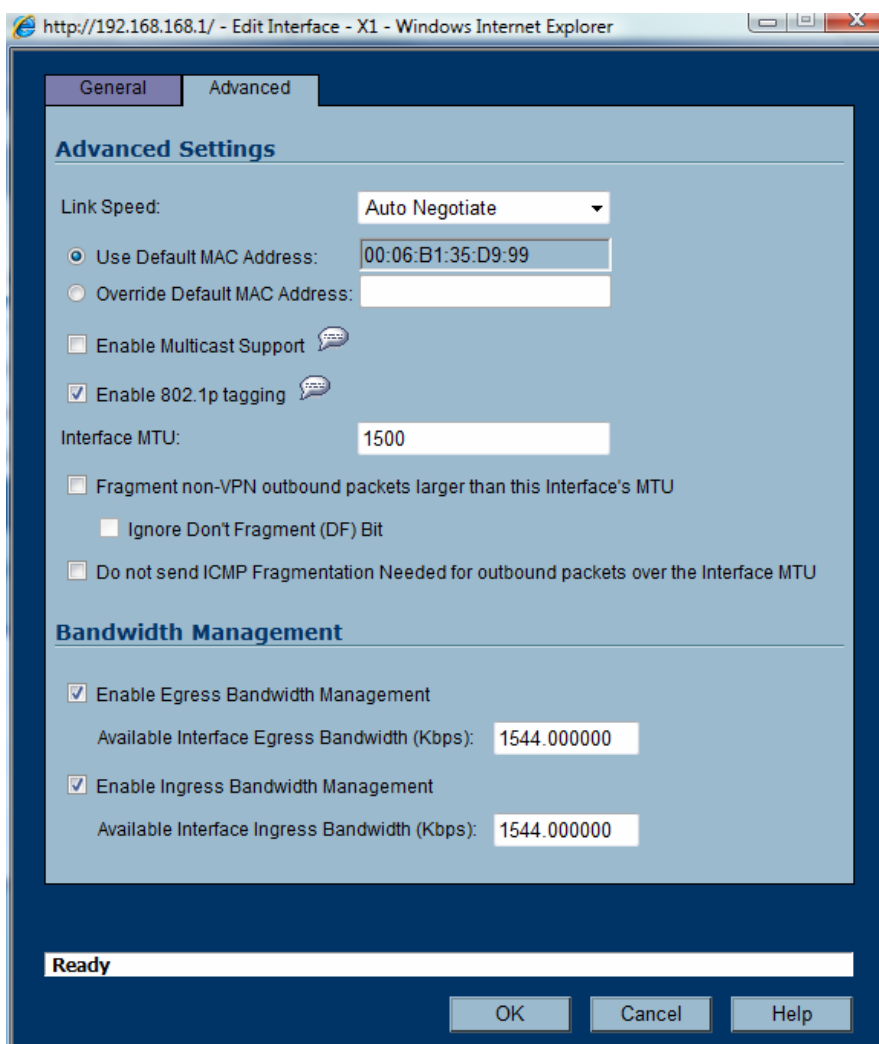 http://192.168.168.1/ - Edit Interface - X1 - Windows Internet Explorer
General
Advanced
Advanced Settings
Link Speed:
Auto Negotiate
Use Default MAC Address:
00:06:B1:35:D9:99
Override Default MAC Address:
Enable Multicast Support
Enable 802.1p tagging
Interface MTU:
1500
Fragment non-VPN outbound packets larger than this Interface's MTU
Ignore Don't Fragment (DF) Bit
Do not send ICMP Fragmentation Needed for outbound packets over the Interface MTU
Bandwidth Management
Enable Egress Bandwidth Management
Available Interface Egress Bandwidth (Kbps):
1544.000000
Enable Ingress Bandwidth Management
Available Interface Ingress Bandwidth (Kbps):
1544.000000
Ready
OK
Cancel
Help